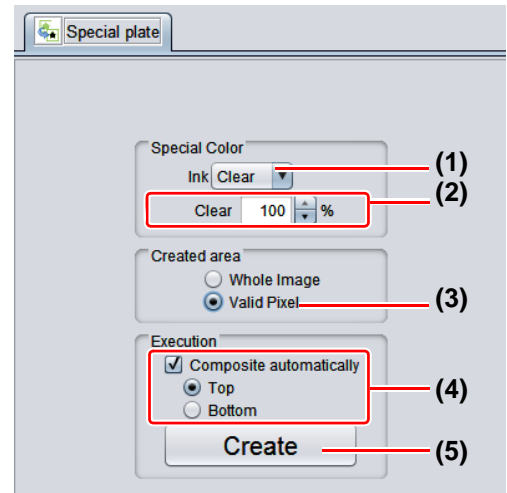 Special plate
Special Color
Ink Clear
(1)
Clear 100 %
(2)
Created area
Whole Image
Valid Pixel
(3)
Execution
Composite automatically
Top
(4)
Bottom
Create
(5)